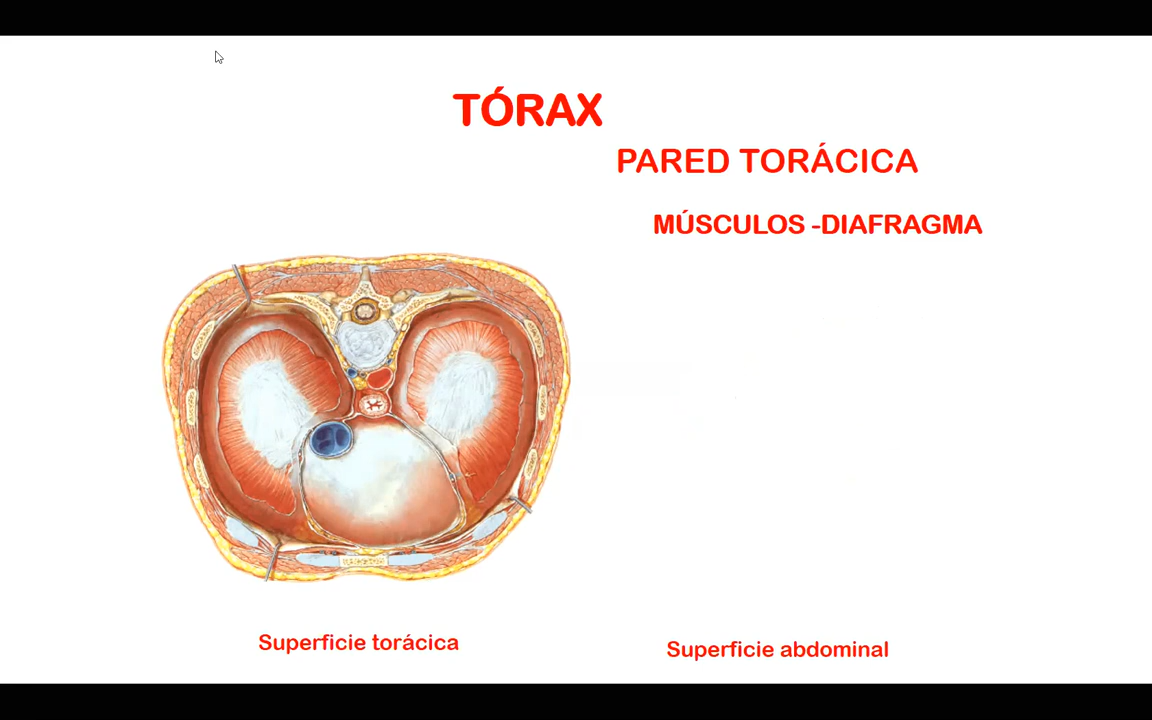 TÓRAX
PARED TORÁCICA
MÚSCULOS -DIAFRAGMA
Superficie torácica
Superficie abdominal